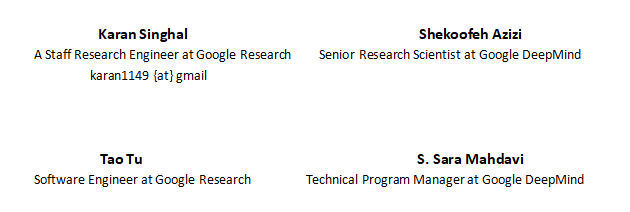 Karan Singhal
A Staff Research Engineer at Google Research
karan1149 {at} gmail
Shekoofeh Azizi
Senior Research Scientist at Google DeepMind
Tao Tu
Software Engineer at Google Research
S. Sara Mahdavi
Technical Program Manager at Google DeepMind